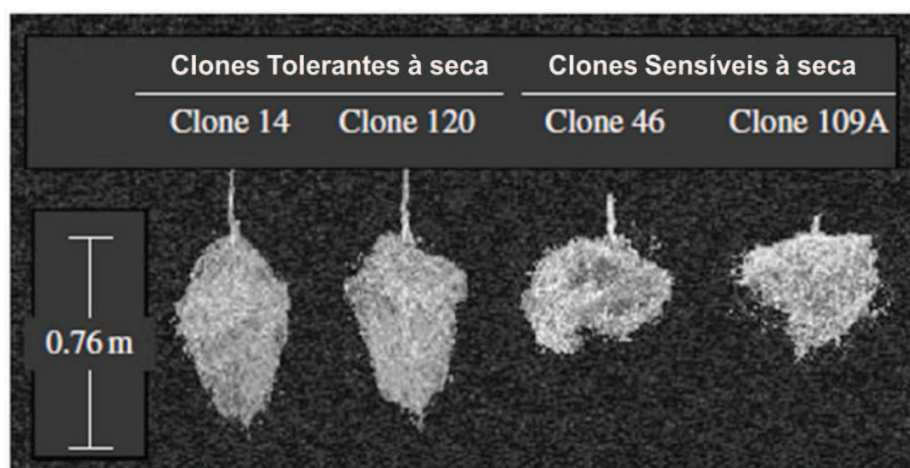 Clones Tolerantes à seca Clones Sensíveis à seca
Clone 14 Clone 120 Clone 46 Clone 109A
0.76 m